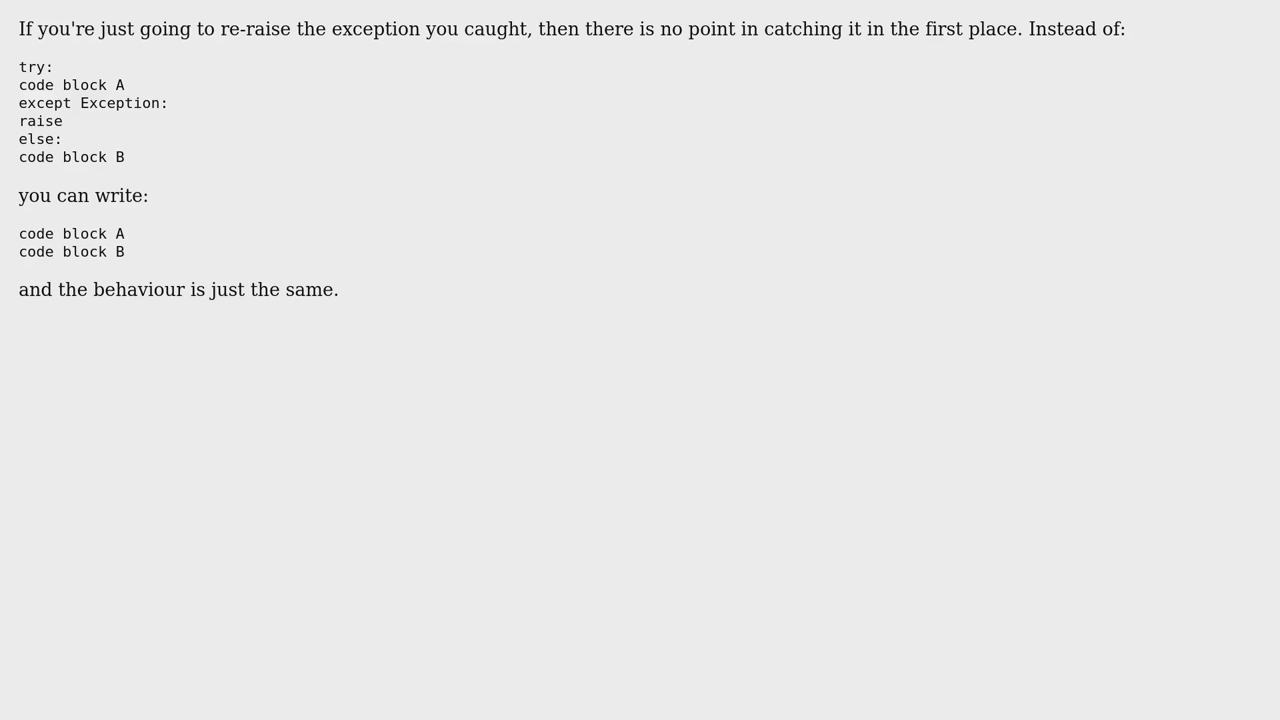 If you're just going to re-raise the exception you caught, then there is no point in catching it in the first place. Instead of:
try:
code block A
except Exception:
raise
else:
code block B
you can write:
code block A
code block B
and the behaviour is just the same.